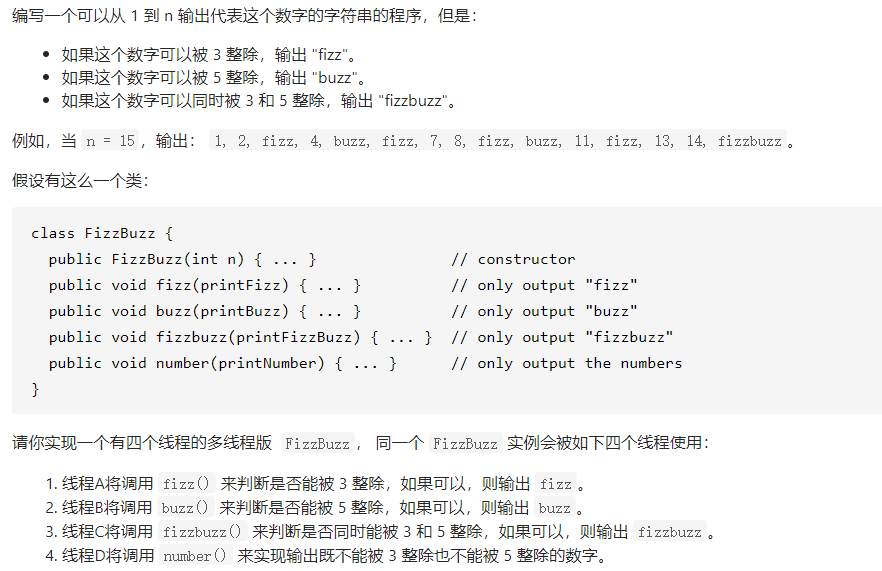 编写一个可以从 1 到 n 输出代表这个数字的字符串的程序，但是：
• 如果这个数字可以被 3 整除，输出 "fizz"。
• 如果这个数字可以被 5 整除，输出 "buzz"。
• 如果这个数字可以同时被 3 和 5 整除，输出 "fizzbuzz"。
例如，当 n = 15，输出： 1, 2, fizz, 4, buzz, fizz, 7, 8, fizz, buzz, 11, fizz, 13, 14, fizzbuzz。
假设有这么一个类：
class FizzBuzz {
  public FizzBuzz(int n) { ... }               // constructor
  public void fizz(printFizz) { ... }          // only output "fizz"
  public void buzz(printBuzz) { ... }          // only output "buzz"
  public void fizzbuzz(printFizzBuzz) { ... }  // only output "fizzbuzz"
  public void number(printNumber) { ... }      // only output the numbers
}
请你实现一个有四个线程的多线程版 FizzBuzz， 同一个 FizzBuzz 实例会被如下四个线程使用：
1. 线程A将调用 fizz() 来判断是否能被 3 整除，如果可以，则输出 fizz。
2. 线程B将调用 buzz() 来判断是否能被 5 整除，如果可以，则输出 buzz。
3. 线程C将调用 fizzbuzz() 来判断是否同时能被 3 和 5 整除，如果可以，则输出 fizzbuzz。
4. 线程D将调用 number() 来实现输出既不能被 3 整除也不能被 5 整除的数字。